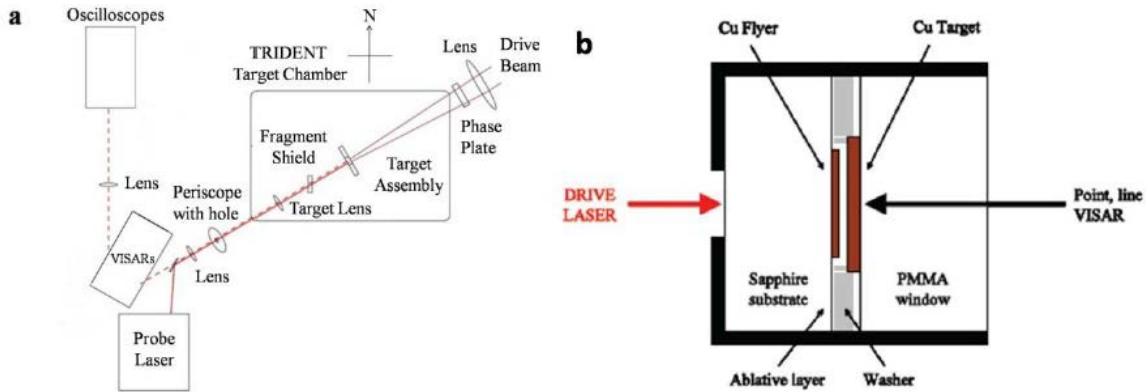 a
Oscilloscopes
N
TRIDENT
Target Chamber
Lens
Drive
Beam
Phase
Plate
Fragment
Shield
Target
Assembly
Lens
Periscope
with hole
Target Lens
VISARs
Lens
Probe
Laser
b
Cu Flyer
Cu Target
DRIVE
LASER
Point, line
VISAR
Sapphire
substrate
PMMA
window
Ablative layer
Washer